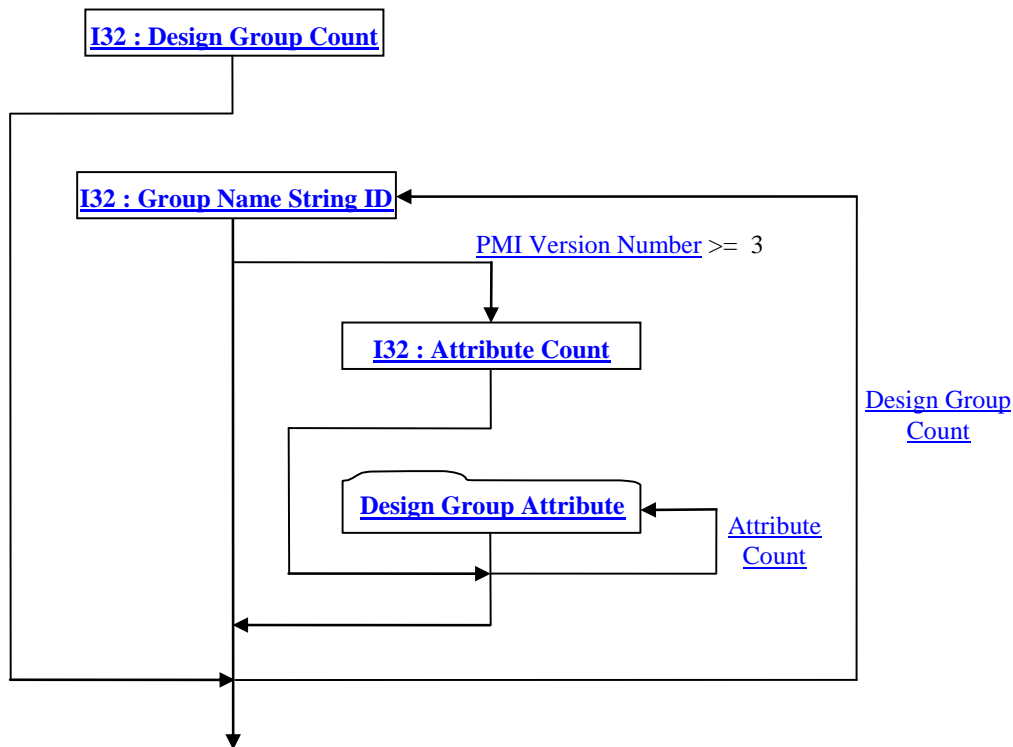 I32 : Design Group Count
I32 : Group Name String ID
PMI Version Number >= 3
I32 : Attribute Count
Design Group
Count
Design Group Attribute
Attribute
Count